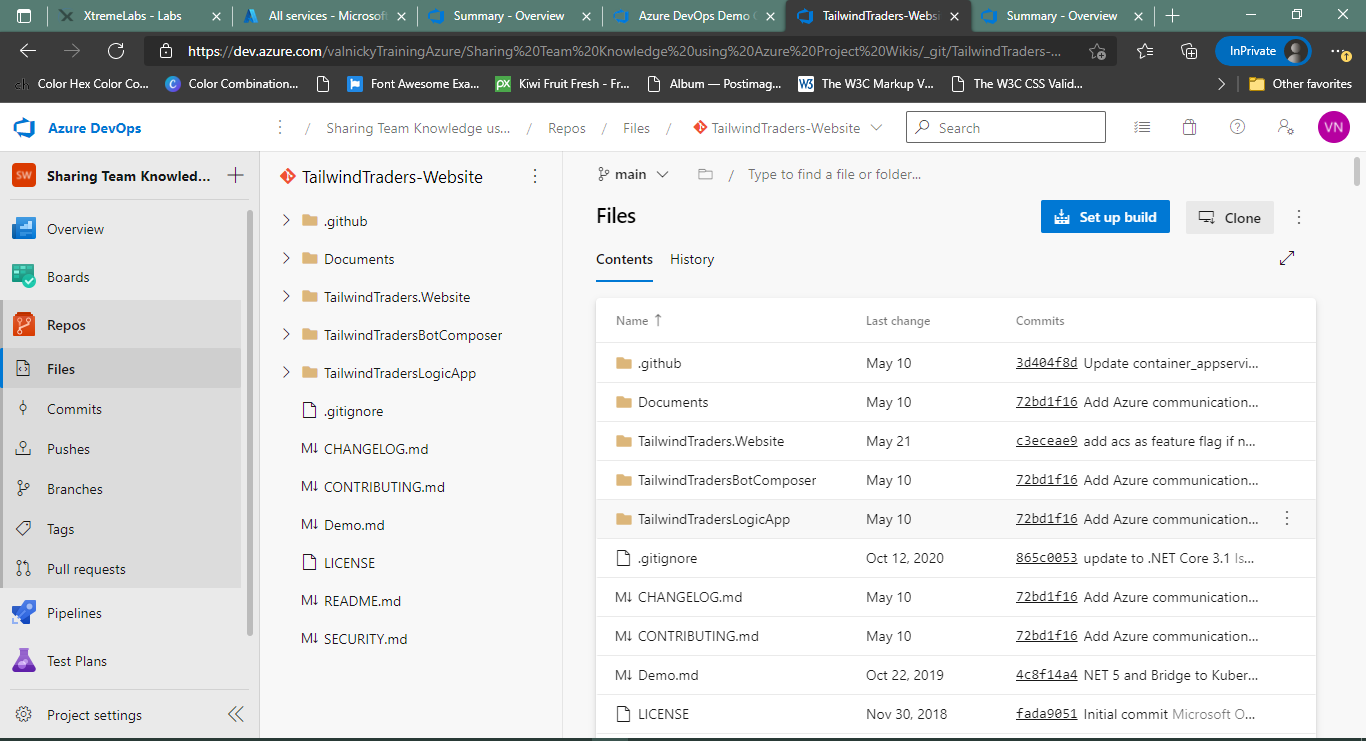 XtremeLabs - Labs
All services - Microsoft
Summary - Overview
Azure DevOps Demo
TailwindTraders-Websi
Summary - Overview
https://dev.azure.com/valnickyTrainingAzure/Sharing%20Team%20Knowledge%20using%20Azure%20Project%20Wikis/_git/TailwindTraders-...
InPrivate
Color Hex Color Co...
Color Combination...
Font Awesome Exa...
Kiwi Fruit Fresh - Fr...
Album — Postimag...
The W3C Markup V...
The W3C CSS Valid...
Other favorites
Azure DevOps
/ Sharing Team Knowledge us... / Repos / Files / TailwindTraders-Website
Search
VN
SW Sharing Team Knowled...
Overview
Boards
Repos
Files
Commits
Pushes
Branches
Tags
Pull requests
Pipelines
Test Plans
Project settings
TailwindTraders-Website
.github
Documents
TailwindTraders.Website
TailwindTradersBotComposer
TailwindTradersLogicApp
.gitignore
M↓ CHANGELOG.md
M↓ CONTRIBUTING.md
M↓ Demo.md
LICENSE
M↓ README.md
M↓ SECURITY.md
main / Type to find a file or folder...
Files
Set up build
Clone
Contents History
Name ↑ Last change Commits
.github May 10 3d404f8d Update container_appservi...
Documents May 10 72bd1f16 Add Azure communication...
TailwindTraders.Website May 21 c3eceae9 add acs as feature flag if n...
TailwindTradersBotComposer May 10 72bd1f16 Add Azure communication...
TailwindTradersLogicApp May 10 72bd1f16 Add Azure communication...
.gitignore Oct 12, 2020 865c0053 update to .NET Core 3.1 Is...
M↓ CHANGELOG.md May 10 72bd1f16 Add Azure communication...
M↓ CONTRIBUTING.md May 10 72bd1f16 Add Azure communication...
M↓ Demo.md Oct 22, 2019 4c8f14a4 NET 5 and Bridge to Kuber...
LICENSE Nov 30, 2018 fada9051 Initial commit Microsoft O...